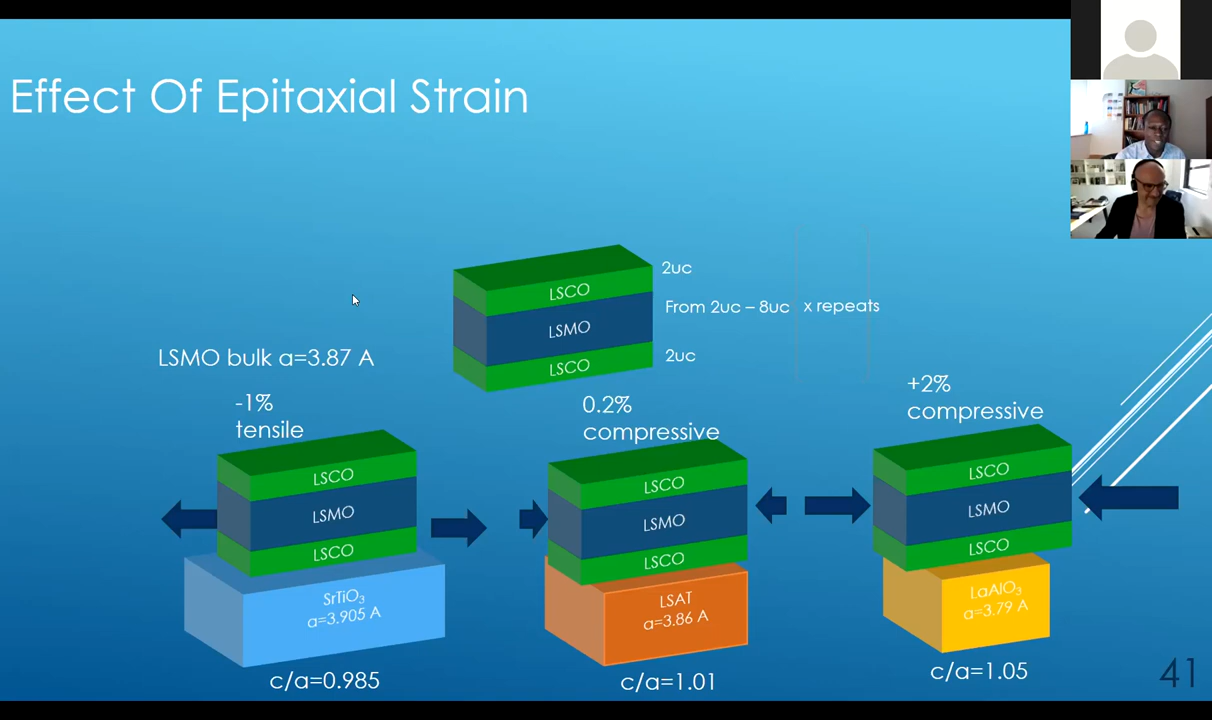 Effect Of Epitaxial Strain
LSCO
2uc
LSMO
From 2uc – 8uc
x repeats
LSCO
2uc
LSMO bulk a=3.87 A
-1%
tensile
0.2%
compressive
+2%
compressive
LSCO
LSMO
LSCO
SrTiO₃
a=3.905 A
c/a=0.985
LSCO
LSMO
LSCO
LSAT
a=3.86 A
c/a=1.01
LSCO
LSMO
LSCO
LaAlO₃
a=3.79 A
c/a=1.05
41